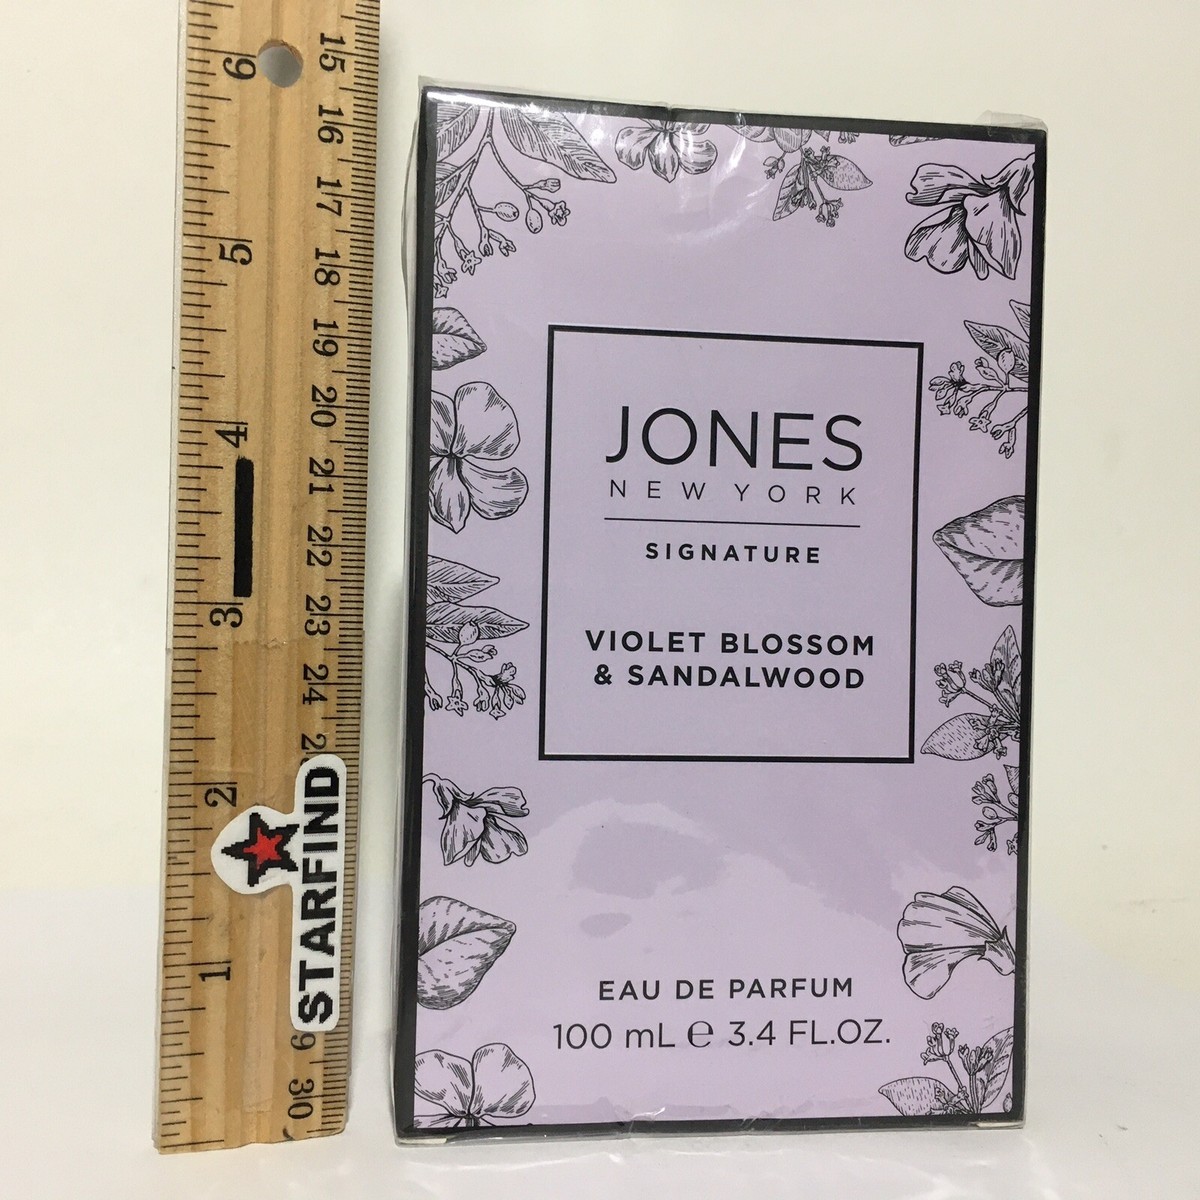 JONES
NEW YORK
SIGNATURE
VIOLET BLOSSOM
& SANDALWOOD
EAU DE PARFUM
100 mL ℮ 3.4 FL.OZ.
STARFIND
6
5
4
3
2
1
15
16
17
18
19
20
21
22
23
24
30